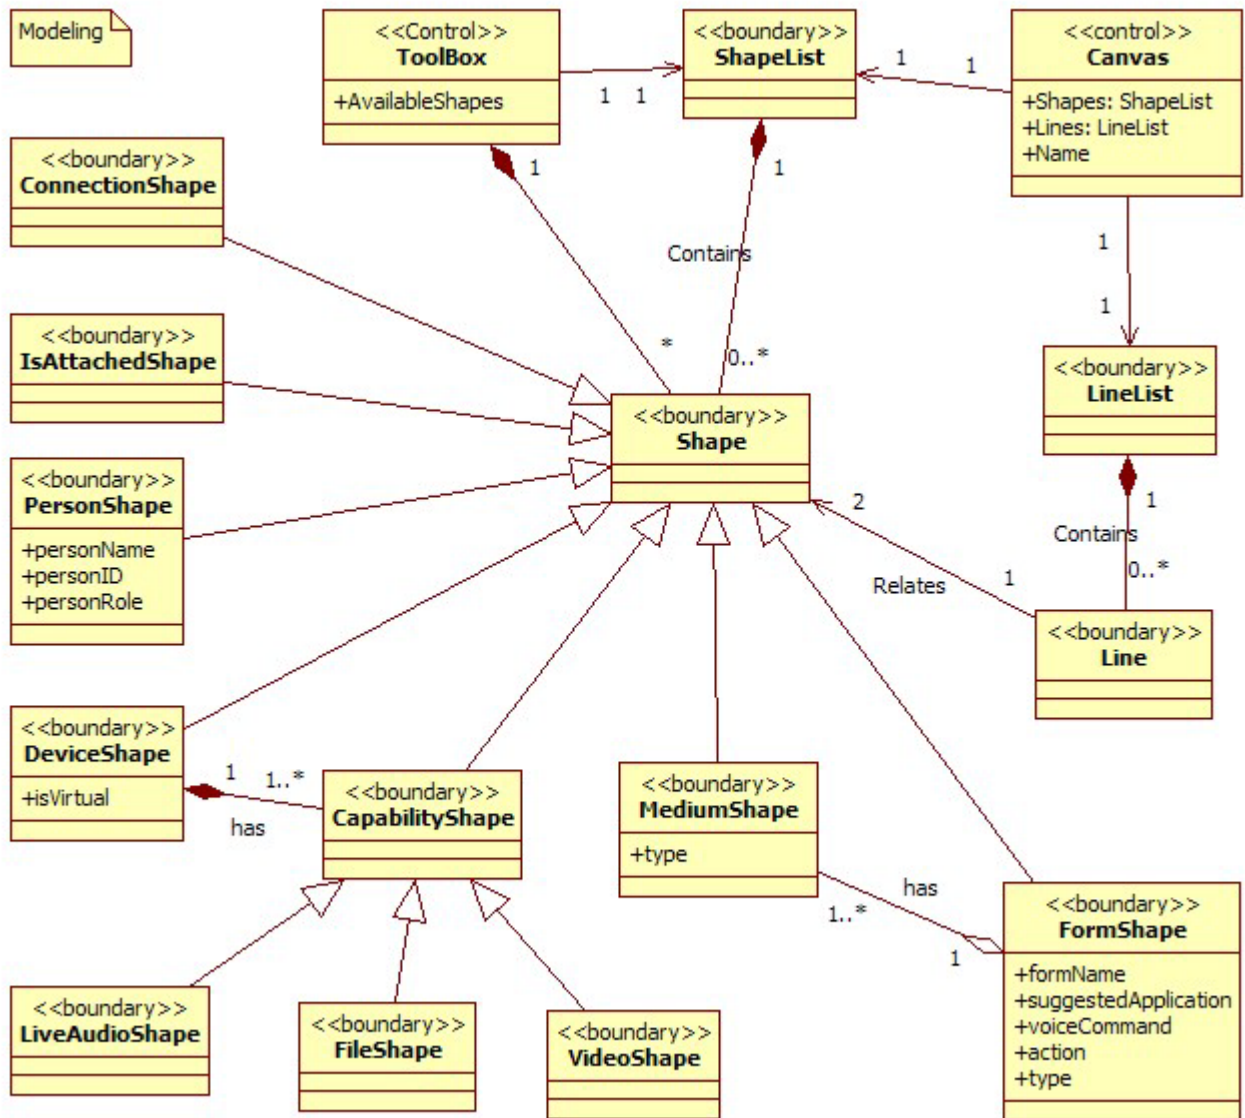 Modeling
<<Control>>
ToolBox
+AvailableShapes
<<boundary>>
ShapeList
<<control>>
Canvas
+Shapes: ShapeList
+Lines: LineList
+Name
1 1
1
1
1
1
<<boundary>>
ConnectionShape
Contains
1
1
<<boundary>>
IsAttachedShape
*
0..*
<<boundary>>
LineList
<<boundary>>
Shape
<<boundary>>
PersonShape
+personName
+personID
+personRole
2
1
Contains
0..*
Relates
1
<<boundary>>
Line
<<boundary>>
DeviceShape
+isVirtual
1
1..*
has
<<boundary>>
CapabilityShape
<<boundary>>
MediumShape
+type
has
1..*
1
<<boundary>>
FormShape
+formName
+suggestedApplication
+voiceCommand
+action
+type
<<boundary>>
LiveAudioShape
<<boundary>>
FileShape
<<boundary>>
VideoShape